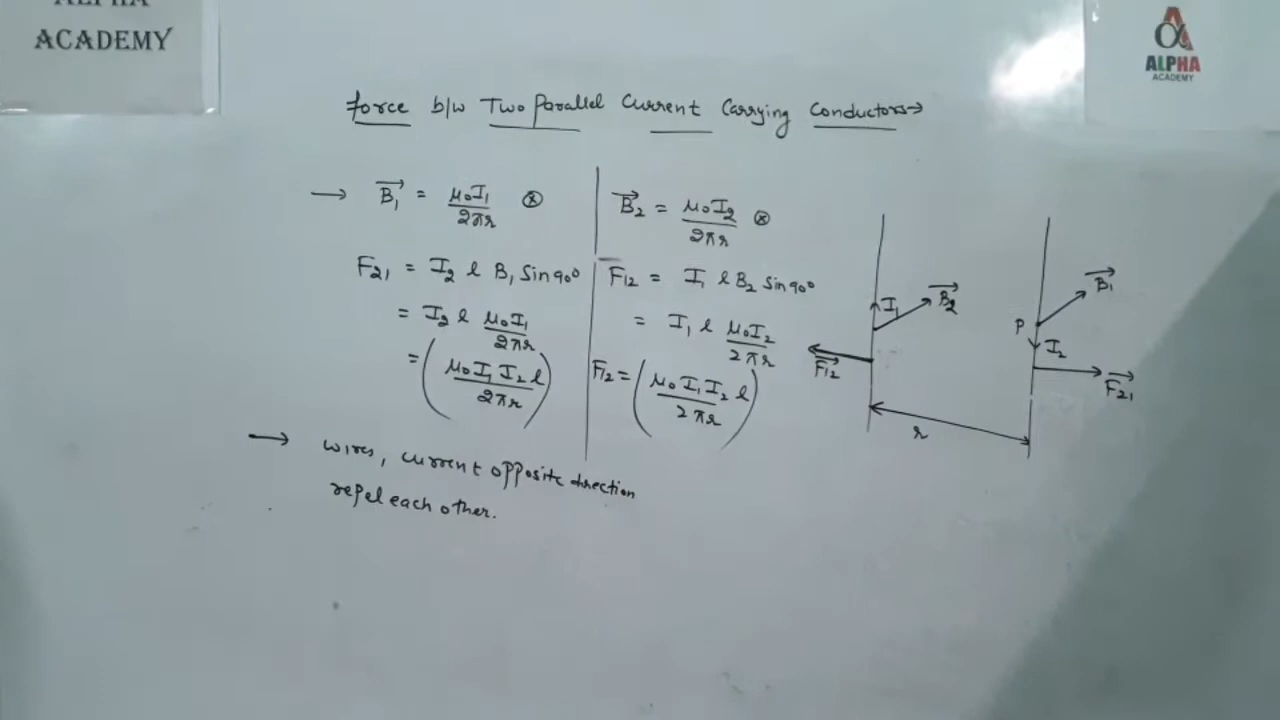 ALPHA
ACADEMY
ALPHA
ACADEMY
Force b/w Two Parallel Current Carrying Conductors→
→ B₁⃗ = μ₀I₁/2πr ⊗
F₂₁ = I₂ l B₁ Sin90°
= I₂ l μ₀I₁/2πr
= (μ₀I₁I₂l/2πr)
B₂⃗ = μ₀I₂/2πr ⊗
F₁₂ = I₁ l B₂ Sin90°
= I₁ l μ₀I₂/2πr
F₁₂ = (μ₀I₁I₂l/2πr)
I₁ B₂⃗
F₁₂⃗
r
B₁⃗
P
I₂
F₂₁⃗
→ wires, current opposite direction
repel each other.